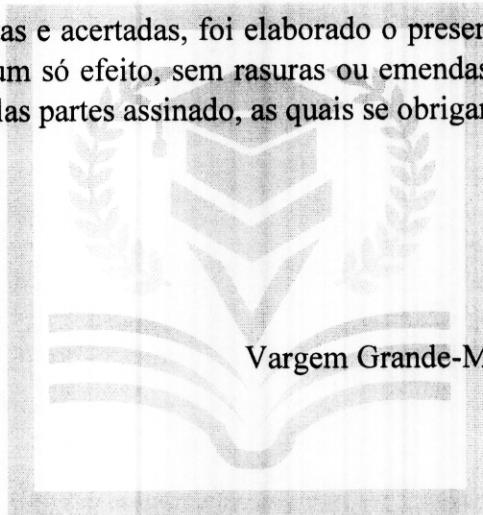 as e acertadas, foi elaborado o presen
um só efeito, sem rasuras ou emendas
las partes assinado, as quais se obrigar
Vargem Grande-M